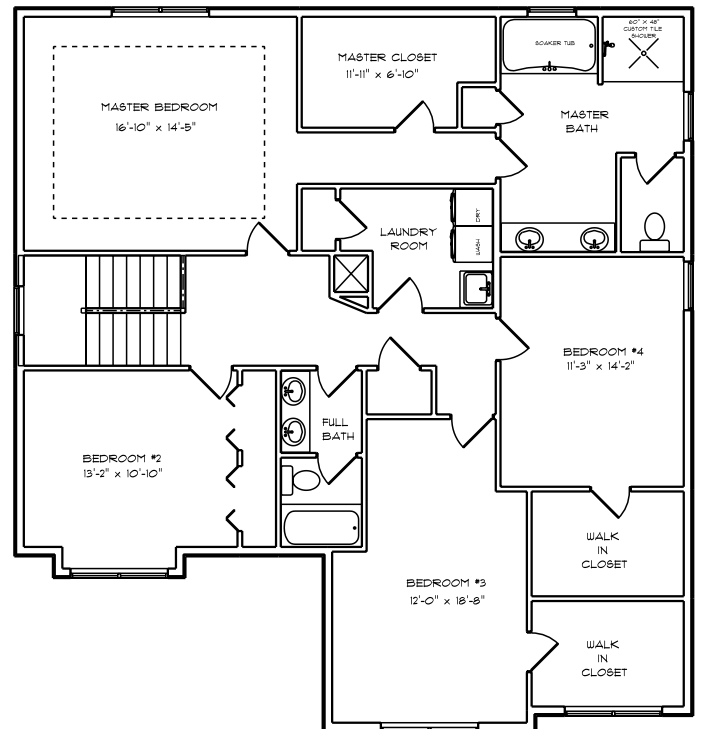 60" X 48"
CUSTOM TILE
SHOWER
SOAKER TUB
MASTER CLOSET
11'-11" x 6'-10"
MASTER BEDROOM
16'-10" x 14'-5"
MASTER
BATH
DRY
LAUNDRY
ROOM
WASH
BEDROOM #4
11'-3" x 14'-2"
FULL
BATH
BEDROOM #2
13'-2" x 10'-10"
WALK
IN
CLOSET
BEDROOM #3
12'-0" x 18'-8"
WALK
IN
CLOSET